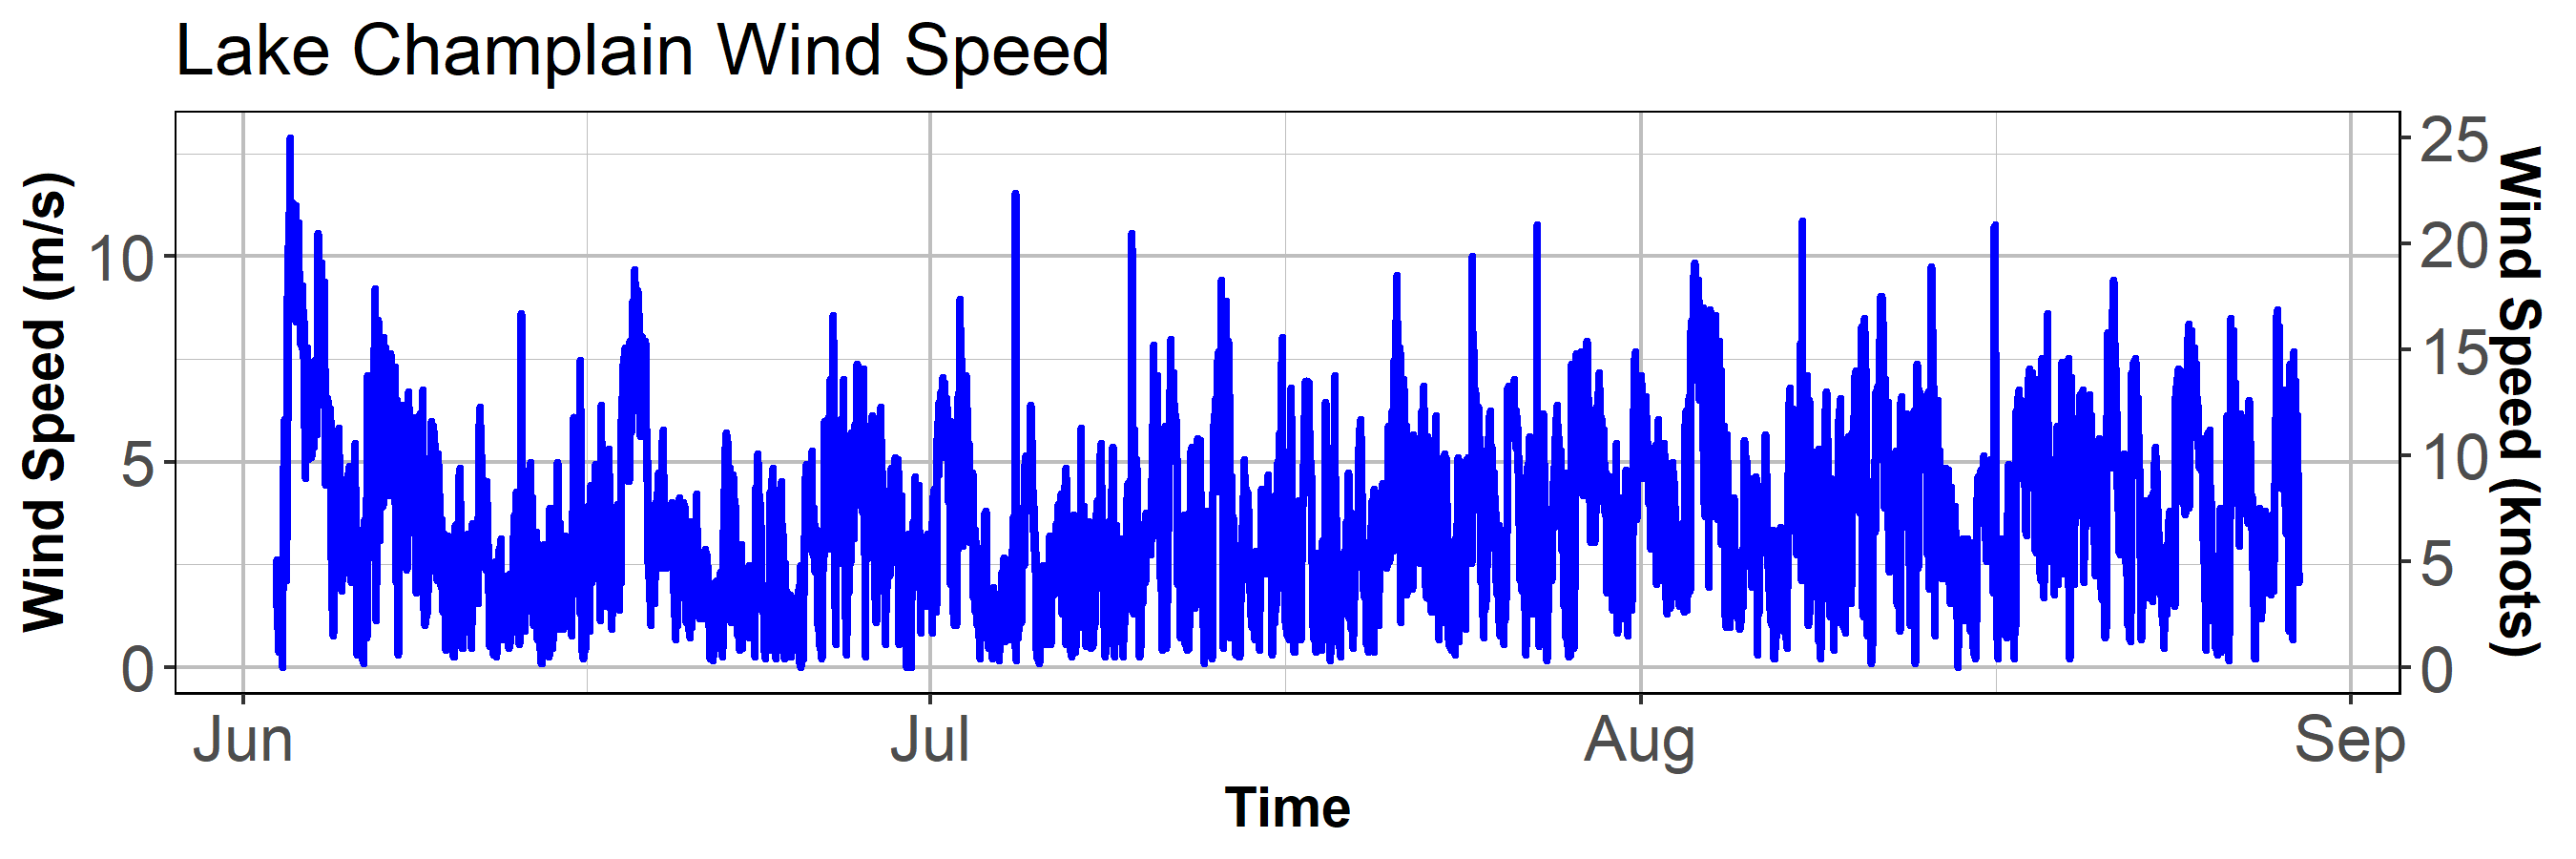 Lake Champlain Wind Speed
Wind Speed (m/s)
10
5
0
25
20
15
10
5
0
Wind Speed (knots)
Jun Jul Aug Sep
Time